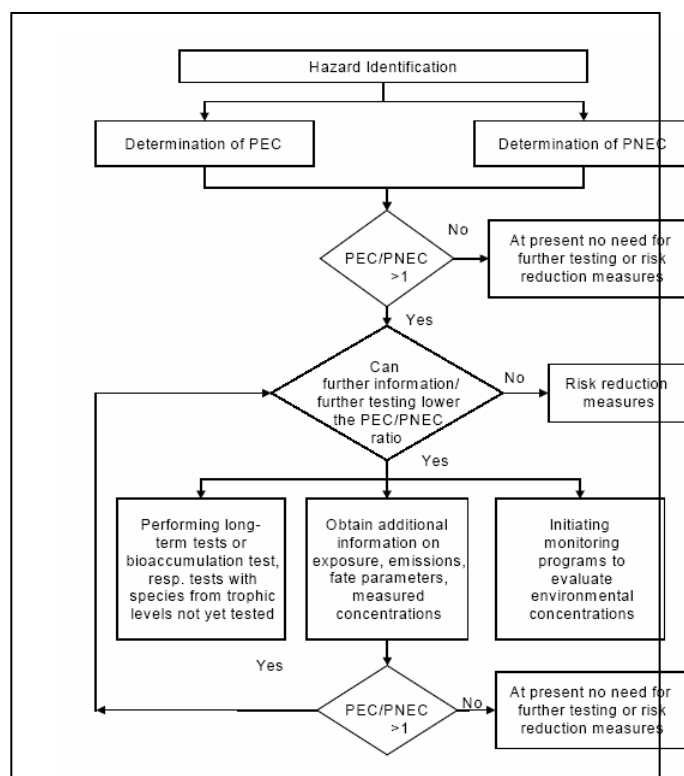 Hazard Identification
Determination of PEC
Determination of PNEC
PEC/PNEC
>1
No
At present no need for
further testing or risk
reduction measures
Yes
Can
further information/
further testing lower
the PEC/PNEC
ratio
No
Risk reduction
measures
Yes
Performing long-
term tests or
bioaccumulation test,
resp. tests with
species from trophic
levels not yet tested
Obtain additional
information on
exposure, emissions,
fate parameters,
measured
concentrations
Initiating
monitoring
programs to
evaluate
environmental
concentrations
Yes
PEC/PNEC
>1
No
At present no need for
further testing or risk
reduction measures